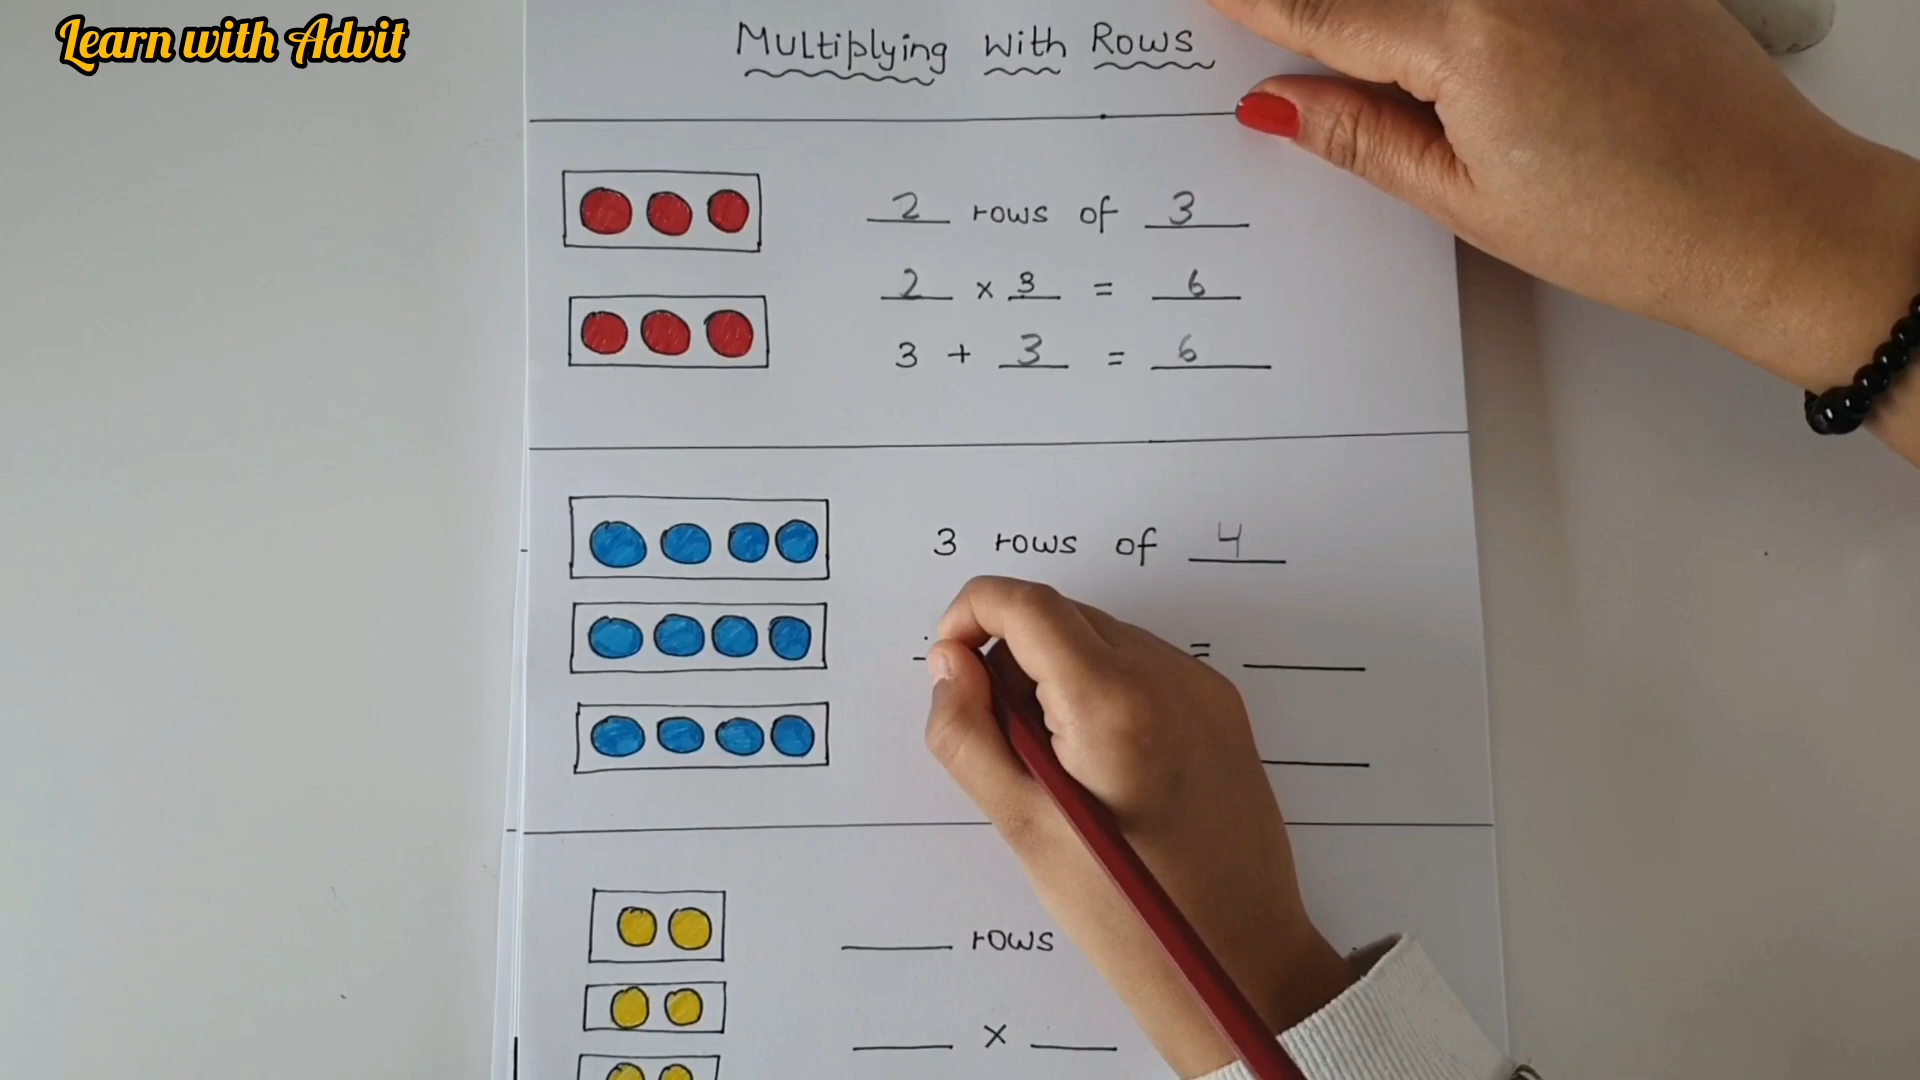 Learn with Advit
Multiplying with Rows
2 rows of 3
2 x 3 = 6
3 + 3 = 6
3 rows of 4
=
rows
x